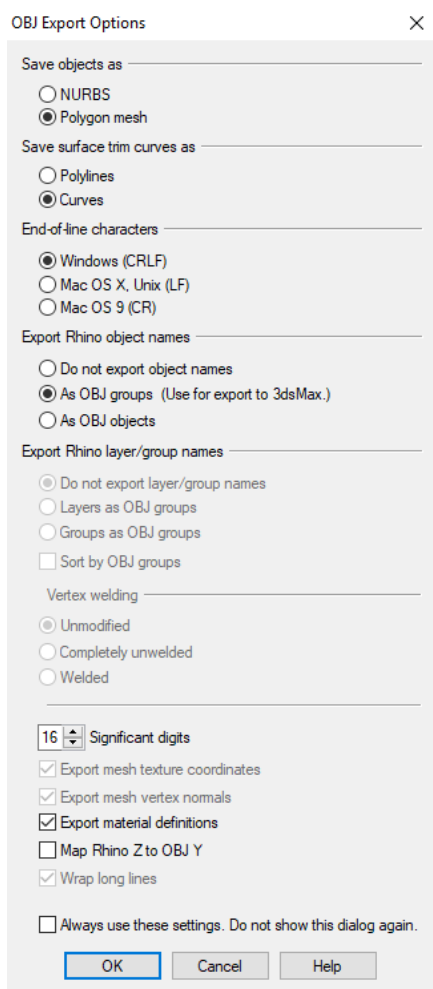 OBJ Export Options
Save objects as
NURBS
Polygon mesh
Save surface trim curves as
Polylines
Curves
End-of-line characters
Windows (CRLF)
Mac OS X, Unix (LF)
Mac OS 9 (CR)
Export Rhino object names
Do not export object names
As OBJ groups  (Use for export to 3dsMax.)
As OBJ objects
Export Rhino layer/group names
Do not export layer/group names
Layers as OBJ groups
Groups as OBJ groups
Sort by OBJ groups
Vertex welding
Unmodified
Completely unwelded
Welded
16 Significant digits
Export mesh texture coordinates
Export mesh vertex normals
Export material definitions
Map Rhino Z to OBJ Y
Wrap long lines
Always use these settings. Do not show this dialog again.
OK Cancel Help